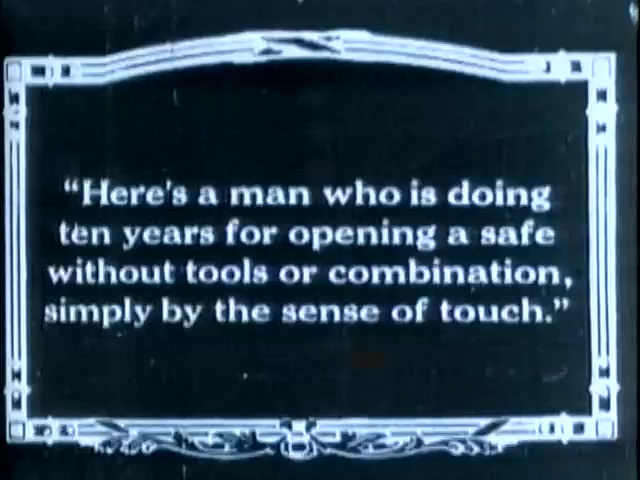 “Here's a man who is doing
ten years for opening a safe
without tools or combination,
simply by the sense of touch.”